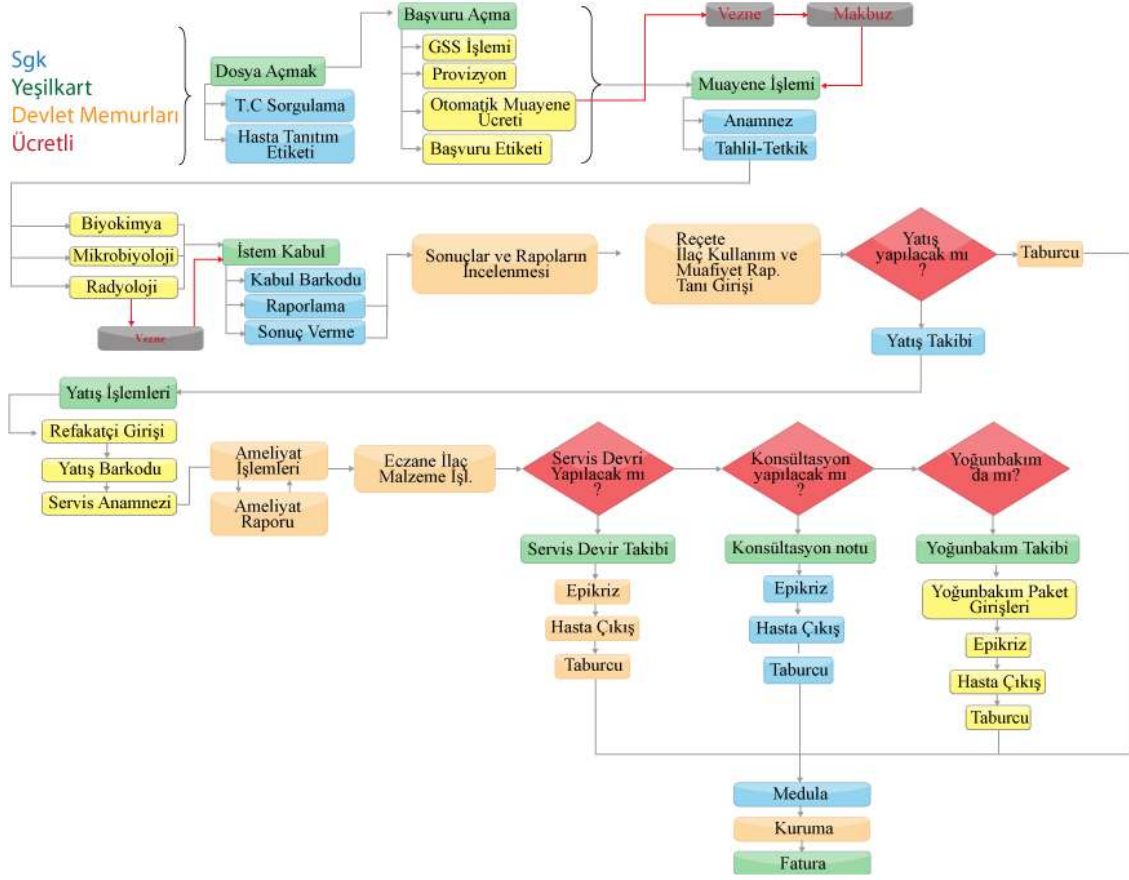 Sgk
Yeşilkart
Devlet Memurları
Ücretli
Dosya Açmak
T.C Sorgulama
Hasta Tanıtım
Etiketi
Başvuru Açma
GSS İşlemi
Provizyon
Otomatik Muayene
Ücreti
Başvuru Etiketi
Vezne
Makbuz
Muayene İşlemi
Anamnez
Tahlil-Tetkik
Biyokimya
Mikrobiyoloji
Radyoloji
Vezne
İstem Kabul
Kabul Barkodu
Raporlama
Sonuç Verme
Sonuçlar ve Rapoların
İncelenmesi
Reçete
İlaç Kullanım ve
Muafiyet Rap.
Tanı Girişi
Yatış
yapılacak mı
?
Taburcu
Yatış Takibi
Yatış İşlemleri
Refakatçi Girişi
Yatış Barkodu
Servis Anamnezi
Ameliyat
İşlemleri
Ameliyat
Raporu
Eczane İlaç
Malzeme İşl.
Servis Devri
Yapılacak mı
?
Konsültasyon
yapılacak mı
?
Yoğunbakım
da mı?
Servis Devir Takibi
Epikriz
Hasta Çıkış
Taburcu
Konsültasyon notu
Epikriz
Hasta Çıkış
Taburcu
Yoğunbakım Takibi
Yoğunbakım Paket
Girişleri
Epikriz
Hasta Çıkış
Taburcu
Medula
Kuruma
Fatura